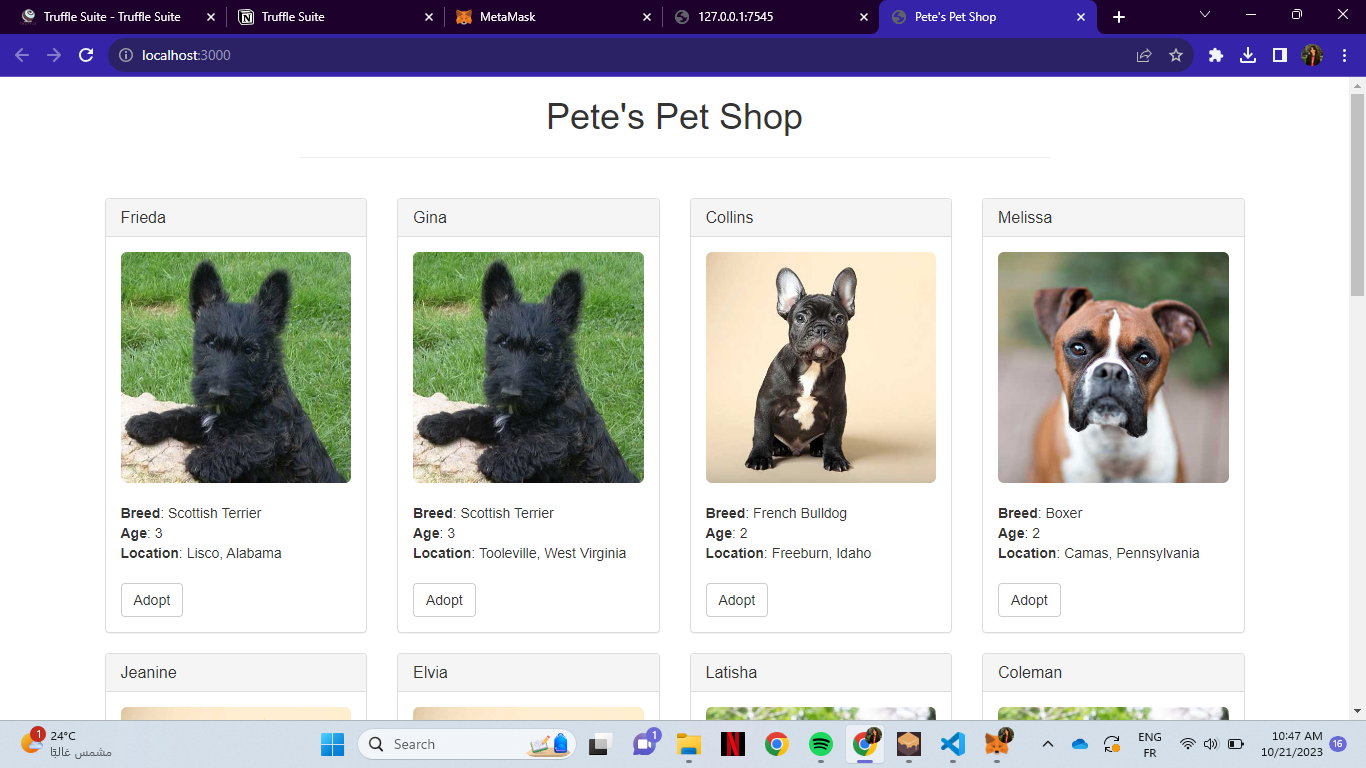 Truffle Suite - Truffle Suite
Truffle Suite
MetaMask
127.0.0.1:7545
Pete's Pet Shop
localhost:3000
Pete's Pet Shop
Frieda
Gina
Collins
Melissa
Breed: Scottish Terrier
Age: 3
Location: Lisco, Alabama
Adopt
Breed: Scottish Terrier
Age: 3
Location: Tooleville, West Virginia
Adopt
Breed: French Bulldog
Age: 2
Location: Freeburn, Idaho
Adopt
Breed: Boxer
Age: 2
Location: Camas, Pennsylvania
Adopt
Jeanine
Elvia
Latisha
Coleman
1
24°C
مشمس غالبًا
Search
1
N
ENG
FR
10:47 AM
10/21/2023
16